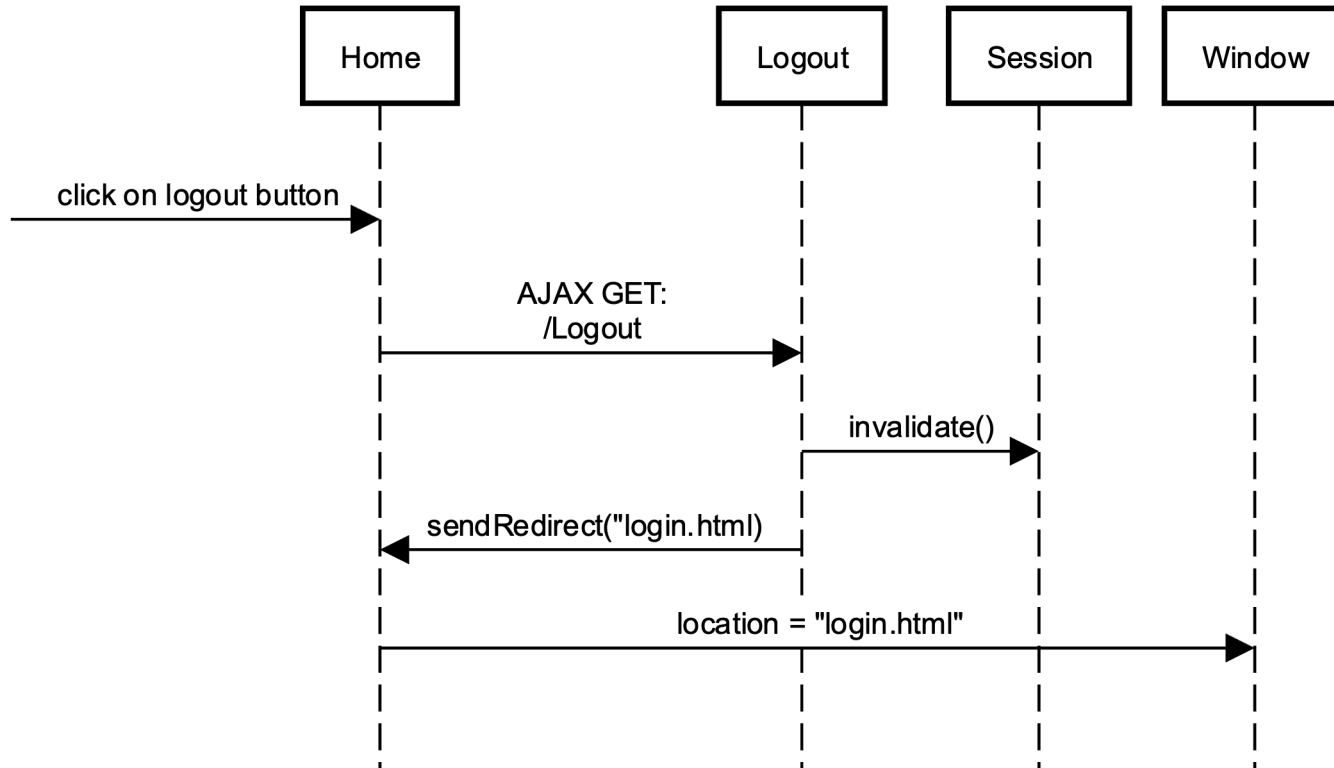 Home
Logout
Session
Window
click on logout button
AJAX GET:
/Logout
invalidate()
sendRedirect("login.html)
location = "login.html"